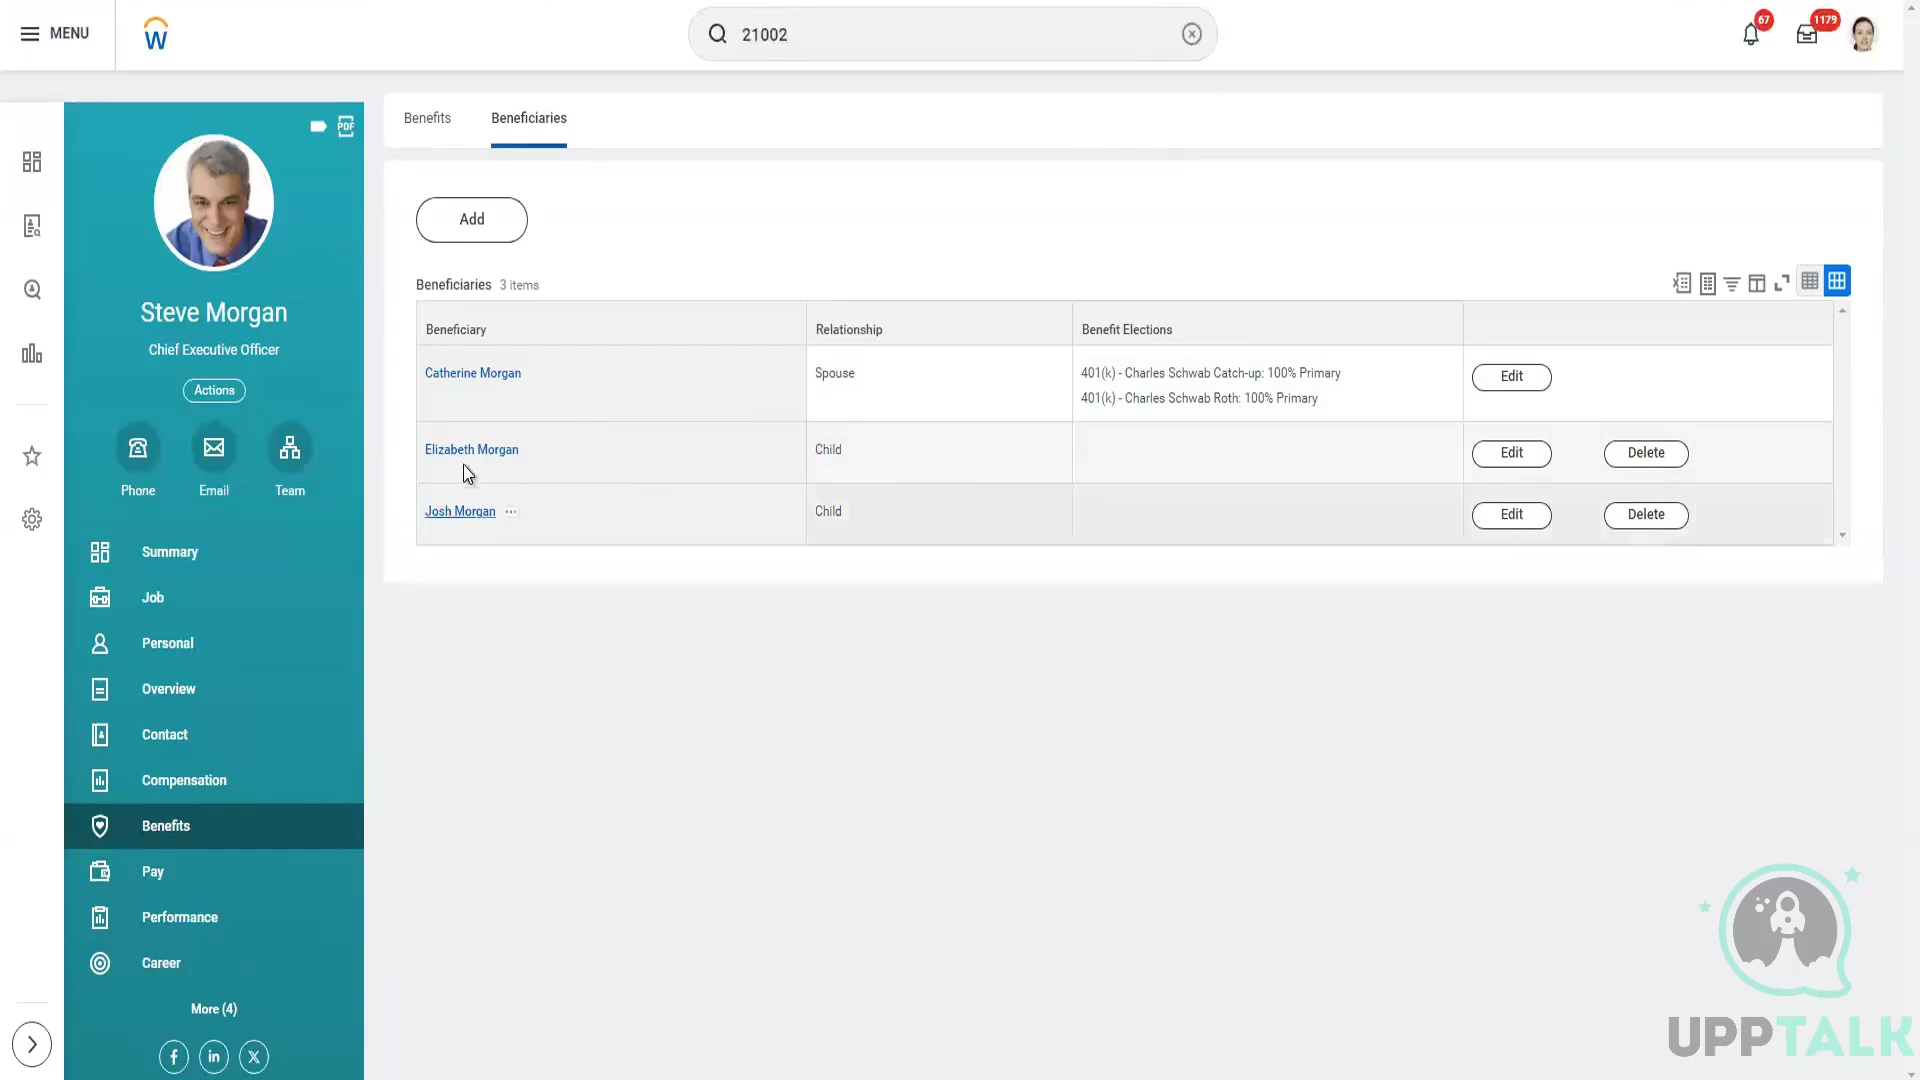 MENU
W
21002
67
1179
PDF
Steve Morgan
Chief Executive Officer
Actions
Phone
Email
Team
Summary
Job
Personal
Overview
Contact
Compensation
Benefits
Pay
Performance
Career
More (4)
f
in
X
Benefits
Beneficiaries
Add
Beneficiaries 3 items
Beneficiary
Relationship
Benefit Elections
Catherine Morgan
Spouse
401(k) - Charles Schwab Catch-up: 100% Primary
401(k) - Charles Schwab Roth: 100% Primary
Edit
Elizabeth Morgan
Child
Edit
Delete
Josh Morgan
Child
Edit
Delete
UPPTALK